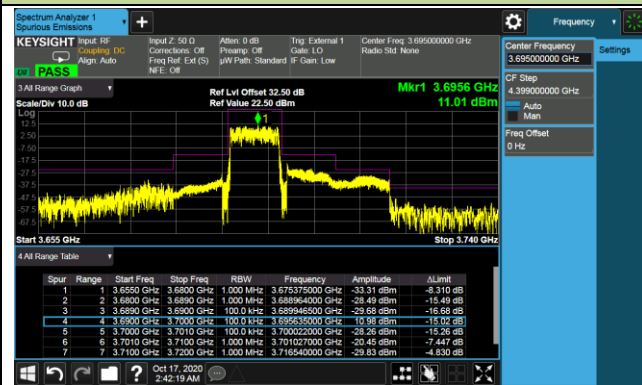 Spectrum Analyzer 1
Spurious Emissions
Frequency
KEYSIGHT
Input: RF
Coupling: DC
Align: Auto
PASS
Input Z: 50 Ω
Corrections: Off
Freq Ref: Ext (S)
NFE: Off
Atten: 0 dB
Preamp: Off
µW Path: Standard
Trig: External 1
Gate: LO
IF Gain: Low
Center Freq: 3.695000000 GHz
Radio Std: None
Center Frequency
3.695000000 GHz
Settings
CF Step
4.399000000 GHz
Auto
Man
Freq Offset
0 Hz
3 All Range Graph
Scale/Div 10.0 dB
Ref Lvl Offset 32.50 dB
Ref Value 22.50 dBm
Mkr1 3.6956 GHz
11.01 dBm
Log
12.5
2.50
-7.50
-17.5
-27.5
-37.5
-47.5
-57.5
-67.5
1
Start 3.655 GHz
Stop 3.740 GHz
4 All Range Table
Spur Range Start Freq Stop Freq RBW Frequency Amplitude ΔLimit
1 1 3.6550 GHz 3.6800 GHz 1.000 MHz 3.675375000 GHz -33.31 dBm -8.310 dB
2 2 3.6800 GHz 3.6890 GHz 1.000 MHz 3.688964000 GHz -28.49 dBm -15.49 dB
3 3 3.6890 GHz 3.6900 GHz 100.0 kHz 3.689946500 GHz -29.68 dBm -16.68 dB
4 4 3.6900 GHz 3.7000 GHz 100.0 kHz 3.695635000 GHz 10.98 dBm -15.02 dB
5 5 3.7000 GHz 3.7010 GHz 100.0 kHz 3.700022000 GHz -28.26 dBm -15.26 dB
6 6 3.7010 GHz 3.7100 GHz 1.000 MHz 3.701027000 GHz -20.45 dBm -7.447 dB
7 7 3.7100 GHz 3.7200 GHz 1.000 MHz 3.716540000 GHz -29.83 dBm -4.830 dB
Oct 17, 2020
2:42:19 AM